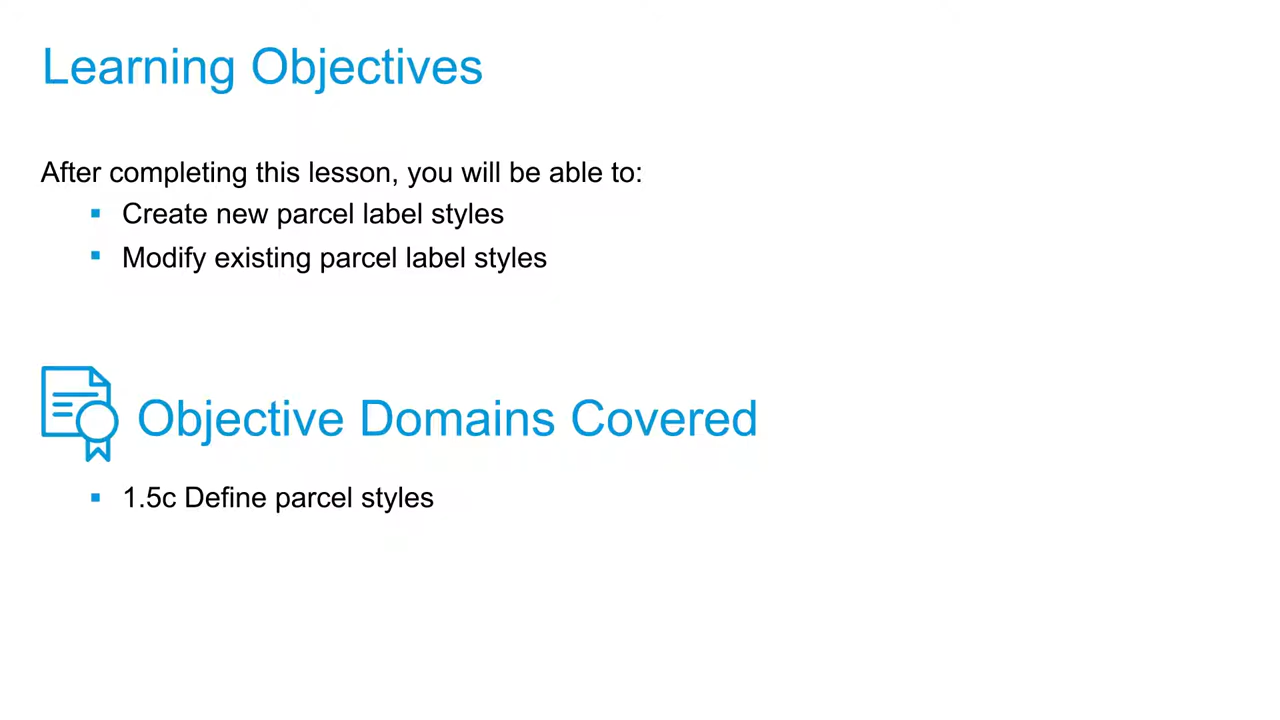 Learning Objectives
After completing this lesson, you will be able to:
▪ Create new parcel label styles
▪ Modify existing parcel label styles
Objective Domains Covered
▪ 1.5c Define parcel styles